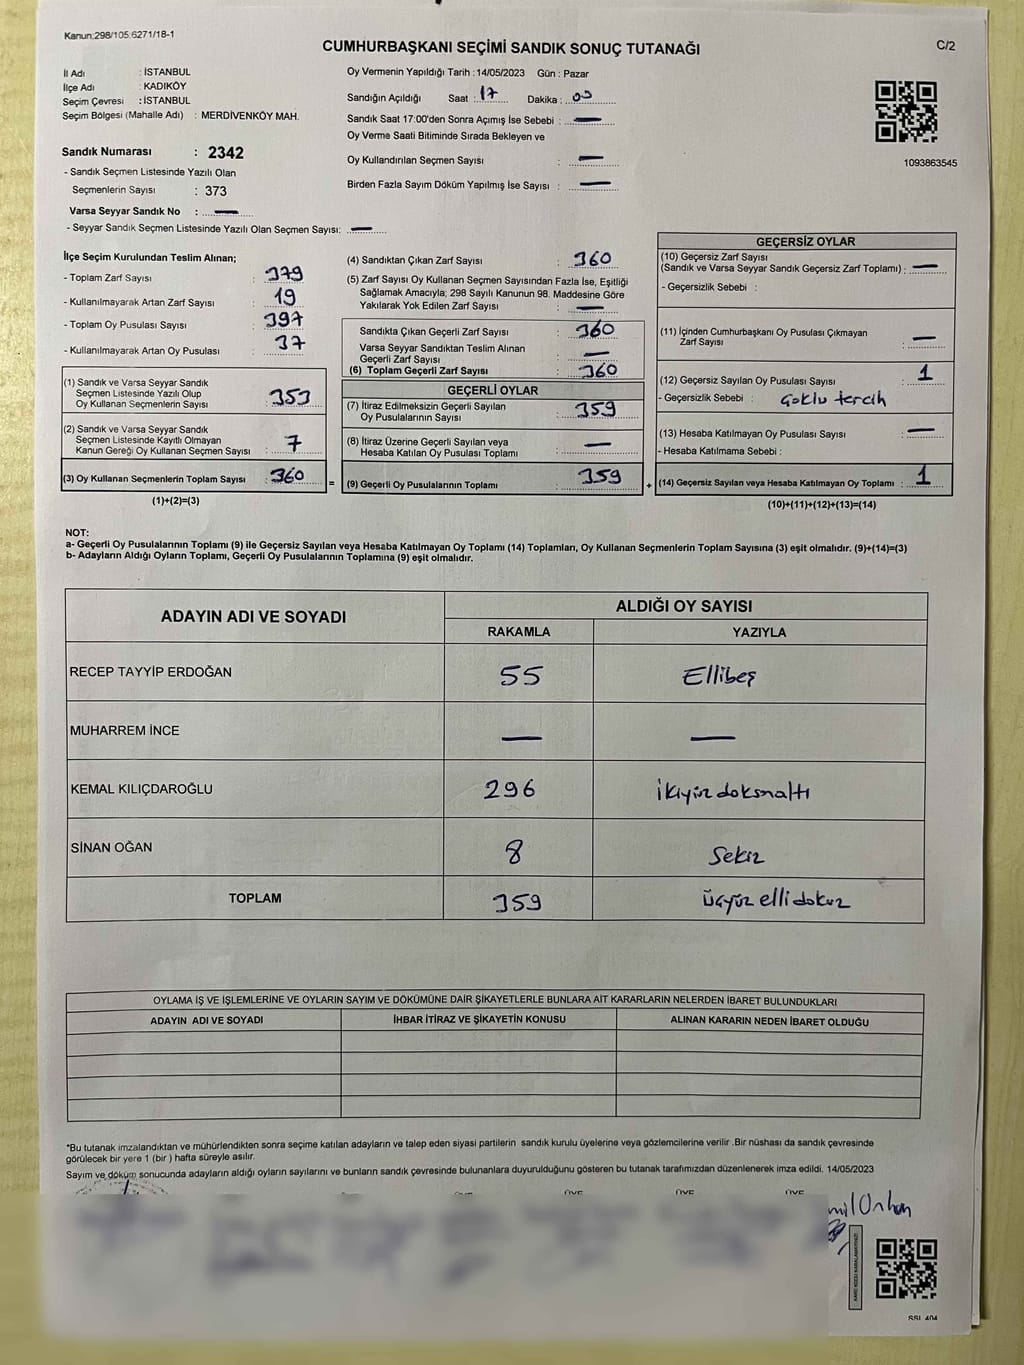 Kanun:298/105 6271/18-1
CUMHURBAŞKANI SEÇİMİ SANDIK SONUÇ TUTANAĞI
C/2
İl Adı : İSTANBUL
İlçe Adı : KADIKÖY
Seçim Çevresi : İSTANBUL
Seçim Bölgesi (Mahalle Adı) : MERDİVENKÖY MAH.
Sandık Numarası : 2342
- Sandık Seçmen Listesinde Yazılı Olan
Seçmenlerin Sayısı : 373
Varsa Seyyar Sandık No : —
- Seyyar Sandık Seçmen Listesinde Yazılı Olan Seçmen Sayısı: —
Oy Vermenin Yapıldığı Tarih : 14/05/2023 Gün : Pazar
Sandığın Açıldığı Saat : 17 Dakika : 00
Sandık Saat 17:00'den Sonra Açımış İse Sebebi : —
Oy Verme Saati Bitiminde Sırada Bekleyen ve
Oy Kullandırılan Seçmen Sayısı : —
Birden Fazla Sayım Döküm Yapılmış İse Sayısı : —
1093863545
İlçe Seçim Kurulundan Teslim Alınan;
- Toplam Zarf Sayısı : 379
- Kullanılmayarak Artan Zarf Sayısı : 19
- Toplam Oy Pusulası Sayısı : 397
- Kullanılmayarak Artan Oy Pusulası : 37
(1) Sandık ve Varsa Seyyar Sandık
Seçmen Listesinde Yazılı Olup
Oy Kullanan Seçmenlerin Sayısı : 353
(2) Sandık ve Varsa Seyyar Sandık
Seçmen Listesinde Kayıtlı Olmayan
Kanun Gereği Oy Kullanan Seçmen Sayısı : 7
(3) Oy Kullanan Seçmenlerin Toplam Sayısı : 360
(1)+(2)=(3)
=
(4) Sandıktan Çıkan Zarf Sayısı : 360
(5) Zarf Sayısı Oy Kullanan Seçmen Sayısından Fazla İse, Eşitliği
Sağlamak Amacıyla; 298 Sayılı Kanunun 98. Maddesine Göre
Yakılarak Yok Edilen Zarf Sayısı : —
Sandıkta Çıkan Geçerli Zarf Sayısı : 360
Varsa Seyyar Sandıktan Teslim Alınan
Geçerli Zarf Sayısı : —
(6) Toplam Geçerli Zarf Sayısı : 360
GEÇERLİ OYLAR
(7) İtiraz Edilmeksizin Geçerli Sayılan
Oy Pusulalarının Sayısı : 359
(8) İtiraz Üzerine Geçerli Sayılan veya
Hesaba Katılan Oy Pusulası Toplamı : —
(9) Geçerli Oy Pusulalarının Toplamı : 359
+
GEÇERSİZ OYLAR
(10) Geçersiz Zarf Sayısı
(Sandık ve Varsa Seyyar Sandık Geçersiz Zarf Toplamı) : —
- Geçersizlik Sebebi :
(11) İçinden Cumhurbaşkanı Oy Pusulası Çıkmayan
Zarf Sayısı : —
(12) Geçersiz Sayılan Oy Pusulası Sayısı : 1
- Geçersizlik Sebebi : Çoklu tercih
(13) Hesaba Katılmayan Oy Pusulası Sayısı : —
- Hesaba Katılmama Sebebi :
(14) Geçersiz Sayılan veya Hesaba Katılmayan Oy Toplamı : 1
(10)+(11)+(12)+(13)=(14)
NOT:
a- Geçerli Oy Pusulalarının Toplamı (9) ile Geçersiz Sayılan veya Hesaba Katılmayan Oy Toplamı (14) Toplamları, Oy Kullanan Seçmenlerin Toplam Sayısına (3) eşit olmalıdır. (9)+(14)=(3)
b- Adayların Aldığı Oyların Toplamı, Geçerli Oy Pusulalarının Toplamına (9) eşit olmalıdır.
ADAYIN ADI VE SOYADI
ALDIĞI OY SAYISI
RAKAMLA YAZIYLA
RECEP TAYYİP ERDOĞAN 55 Ellibeş
MUHARREM İNCE — —
KEMAL KILIÇDAROĞLU 296 ikiyüz doksnaltı
SİNAN OĞAN 8 Sekiz
TOPLAM 359 Üçyüz elli dokuz
OYLAMA İŞ VE İŞLEMLERİNE VE OYLARIN SAYIM VE DÖKÜMÜNE DAİR ŞİKAYETLERLE BUNLARA AİT KARARLARIN NELERDEN İBARET BULUNDUKLARI
ADAYIN ADI VE SOYADI İHBAR İTİRAZ VE ŞİKAYETİN KONUSU ALINAN KARARIN NEDEN İBARET OLDUĞU
*Bu tutanak imzalandıktan ve mühürlendikten sonra seçime katılan adayların ve talep eden siyasi partilerin sandık kurulu üyelerine veya gözlemcilerine verilir .Bir nüshası da sandık çevresinde
görülecek bir yere 1 (bir ) hafta süreyle asılır.
Sayım ve döküm sonucunda adayların aldığı oyların sayılarını ve bunların sandık çevresinde bulunanlara duyurulduğunu gösteren bu tutanak tarafımızdan düzenlenerek imza edildi. 14/05/2023
ÜYE ÜYE ÜYE
mil Orhan
SSL 404